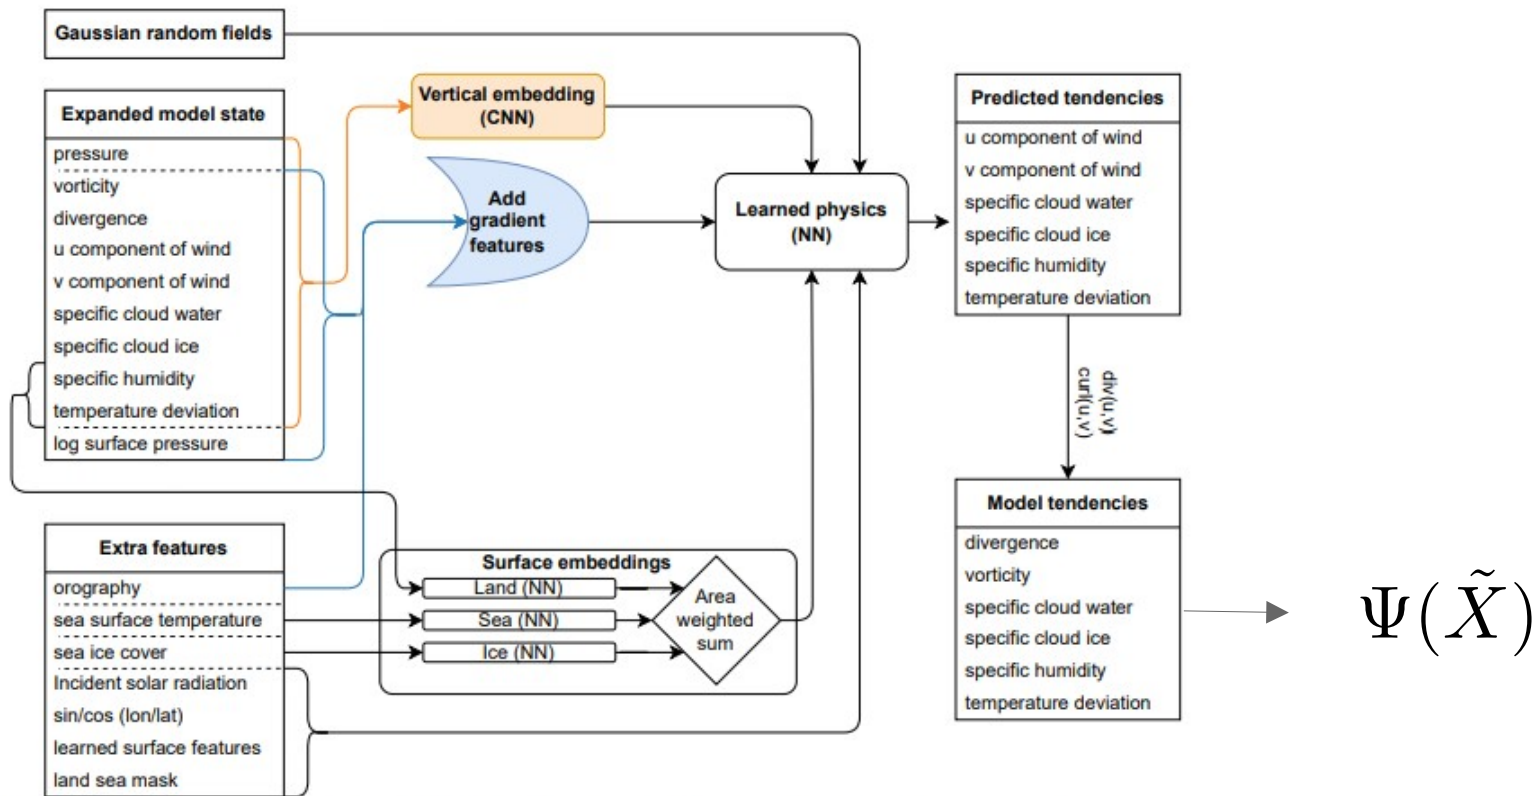 Gaussian random fields
Expanded model state
pressure
vorticity
divergence
u component of wind
v component of wind
specific cloud water
specific cloud ice
specific humidity
temperature deviation
log surface pressure
Extra features
orography
sea surface temperature
sea ice cover
Incident solar radiation
sin/cos (lon/lat)
learned surface features
land sea mask
Vertical embedding
(CNN)
Add
gradient
features
Surface embeddings
Land (NN)
Sea (NN)
Ice (NN)
Area
weighted
sum
Learned physics
(NN)
Predicted tendencies
u component of wind
v component of wind
specific cloud water
specific cloud ice
specific humidity
temperature deviation
div(u,v)
curl(u,v)
Model tendencies
divergence
vorticity
specific cloud water
specific cloud ice
specific humidity
temperature deviation
Ψ(X̃)